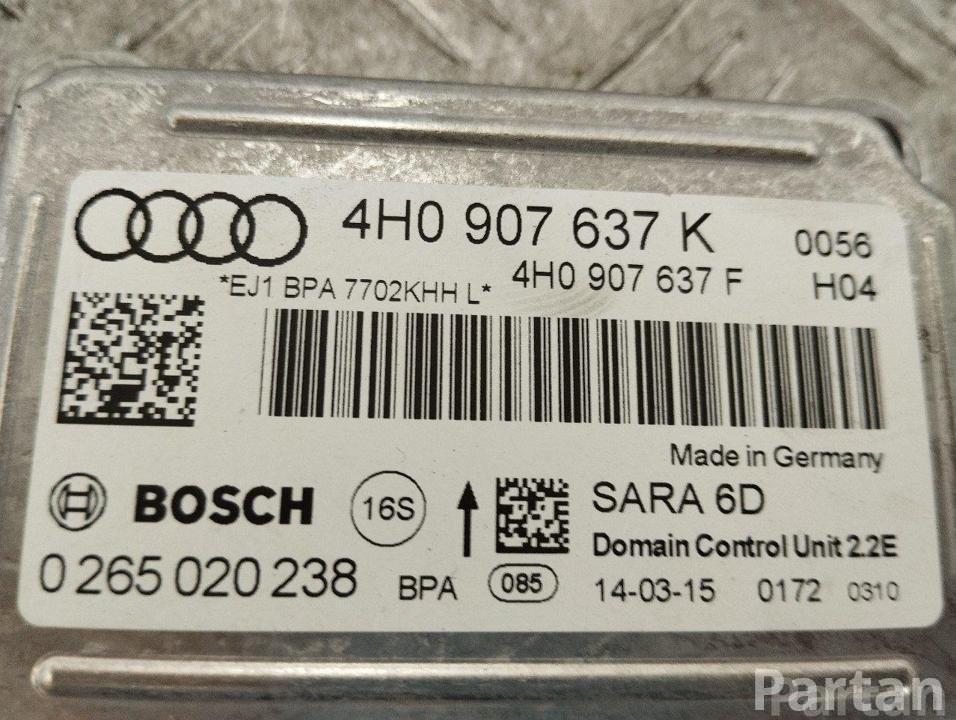 4H0 907 637 K 0056
*EJ1 BPA 7702KHH L* 4H0 907 637 F H04
Made in Germany
BOSCH 16S SARA 6D
Domain Control Unit 2.2E
0 265 020 238 BPA 085 14-03-15 0172 0310
Partan